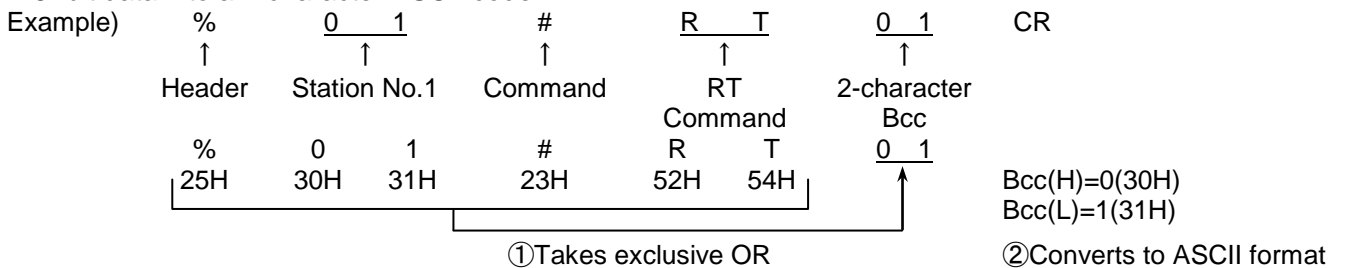 Example) % 0 1 # R T 0 1 CR
↑ ↑ ↑ ↑ ↑
Header Station No.1 Command RT 2-character
Command Bcc
% 0 1 # R T 0 1
25H 30H 31H 23H 52H 54H Bcc(H)=0(30H)
Bcc(L)=1(31H)
①Takes exclusive OR ②Converts to ASCII format